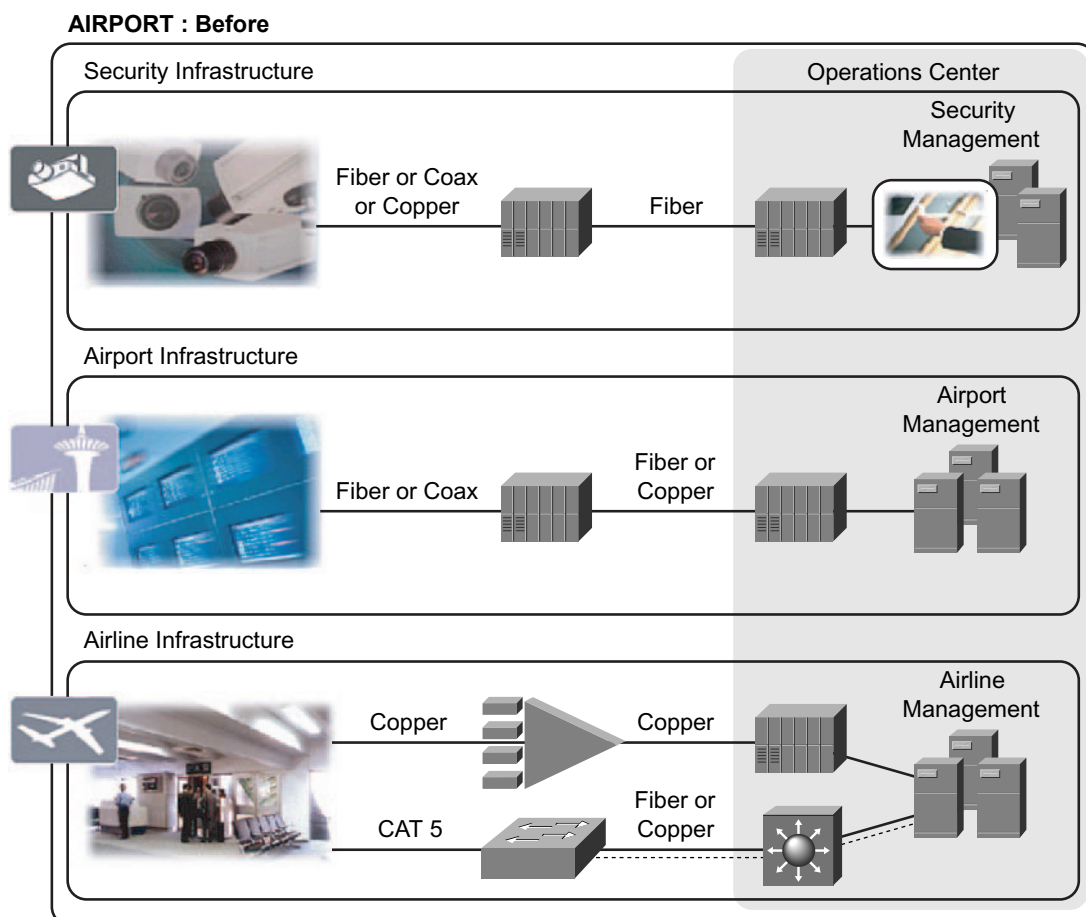 AIRPORT : Before
Security Infrastructure
Operations Center
Security
Management
Fiber or Coax
or Copper
Fiber
Airport Infrastructure
Airport
Management
Fiber or Coax
Fiber or
Copper
Airline Infrastructure
Airline
Management
Copper
Copper
CAT 5
Fiber or
Copper